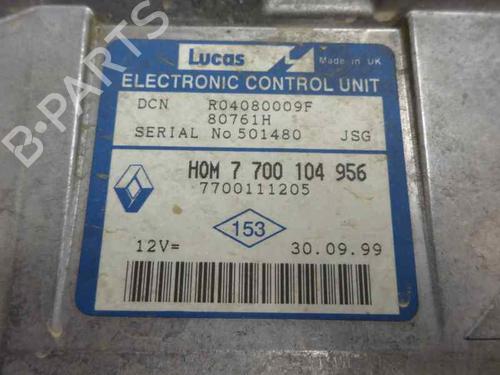 Lucas Made in UK
ELECTRONIC CONTROL UNIT
DCN R04080009F
80761H
SERIAL No 501480 JSG
HOM 7 700 104 956
7700111205
153
12V= 30.09.99
B-PARTS